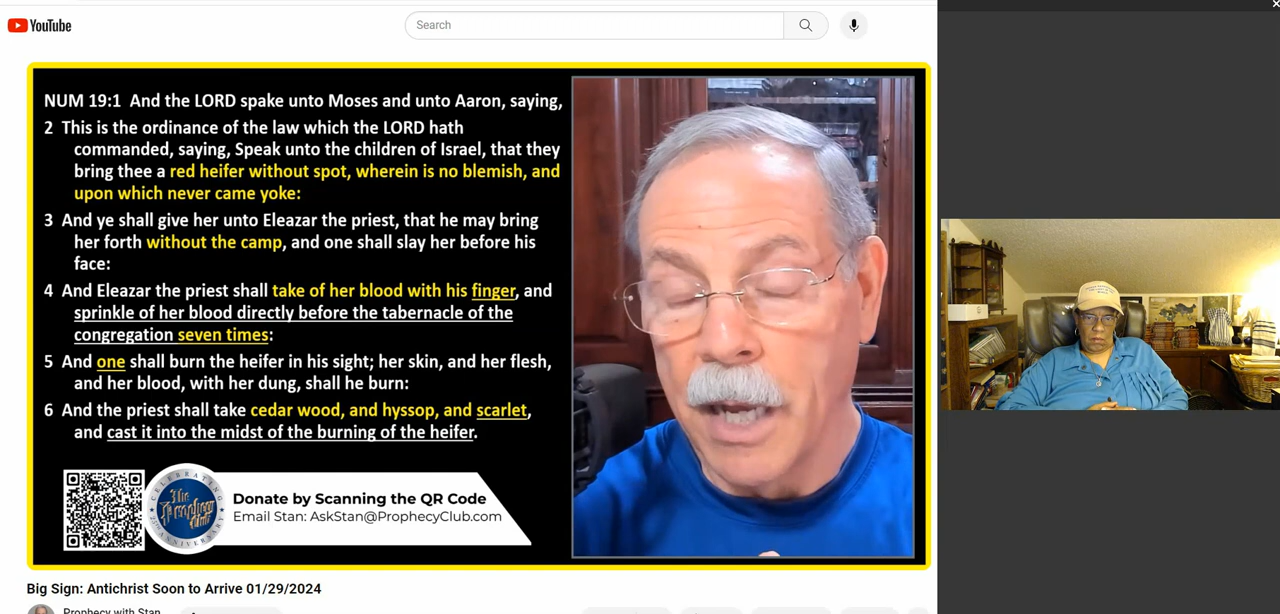 YouTube
Search
NUM 19:1 And the LORD spake unto Moses and unto Aaron, saying,
2 This is the ordinance of the law which the LORD hath
commanded, saying, Speak unto the children of Israel, that they
bring thee a red heifer without spot, wherein is no blemish, and
upon which never came yoke:
3 And ye shall give her unto Eleazar the priest, that he may bring
her forth without the camp, and one shall slay her before his
face:
4 And Eleazar the priest shall take of her blood with his finger, and
sprinkle of her blood directly before the tabernacle of the
congregation seven times:
5 And one shall burn the heifer in his sight; her skin, and her flesh,
and her blood, with her dung, shall he burn:
6 And the priest shall take cedar wood, and hyssop, and scarlet,
and cast it into the midst of the burning of the heifer.
CELEBRATING
The
Prophecy
Club
ANNIVERSARY
Donate by Scanning the QR Code
Email Stan: AskStan@ProphecyClub.com
Big Sign: Antichrist Soon to Arrive 01/29/2024
Prophecy with Stan